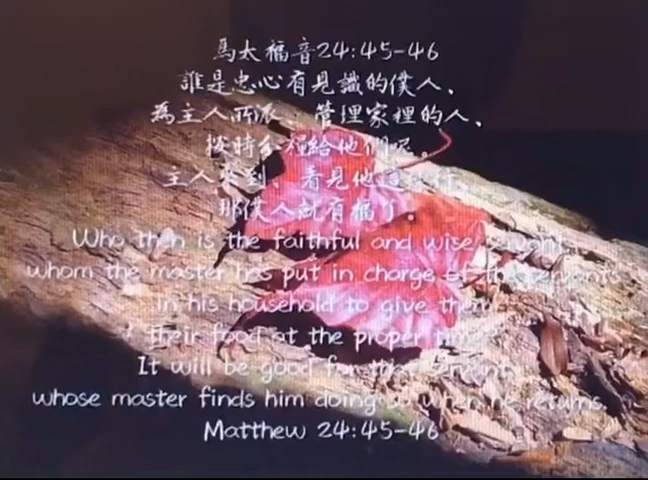 馬太福音24:45-46
誰是忠心有見識的僕人、
為主人所派、管理家裡的人、
按時分糧給他們呢。
主人來到、看見他這樣行、
那僕人就有福了。
Who then is the faithful and wise servant,
whom the master has put in charge of the servants
in his household to give them
their food at the proper time?
It will be good for that servant
whose master finds him doing so when he returns.
Matthew 24:45-46